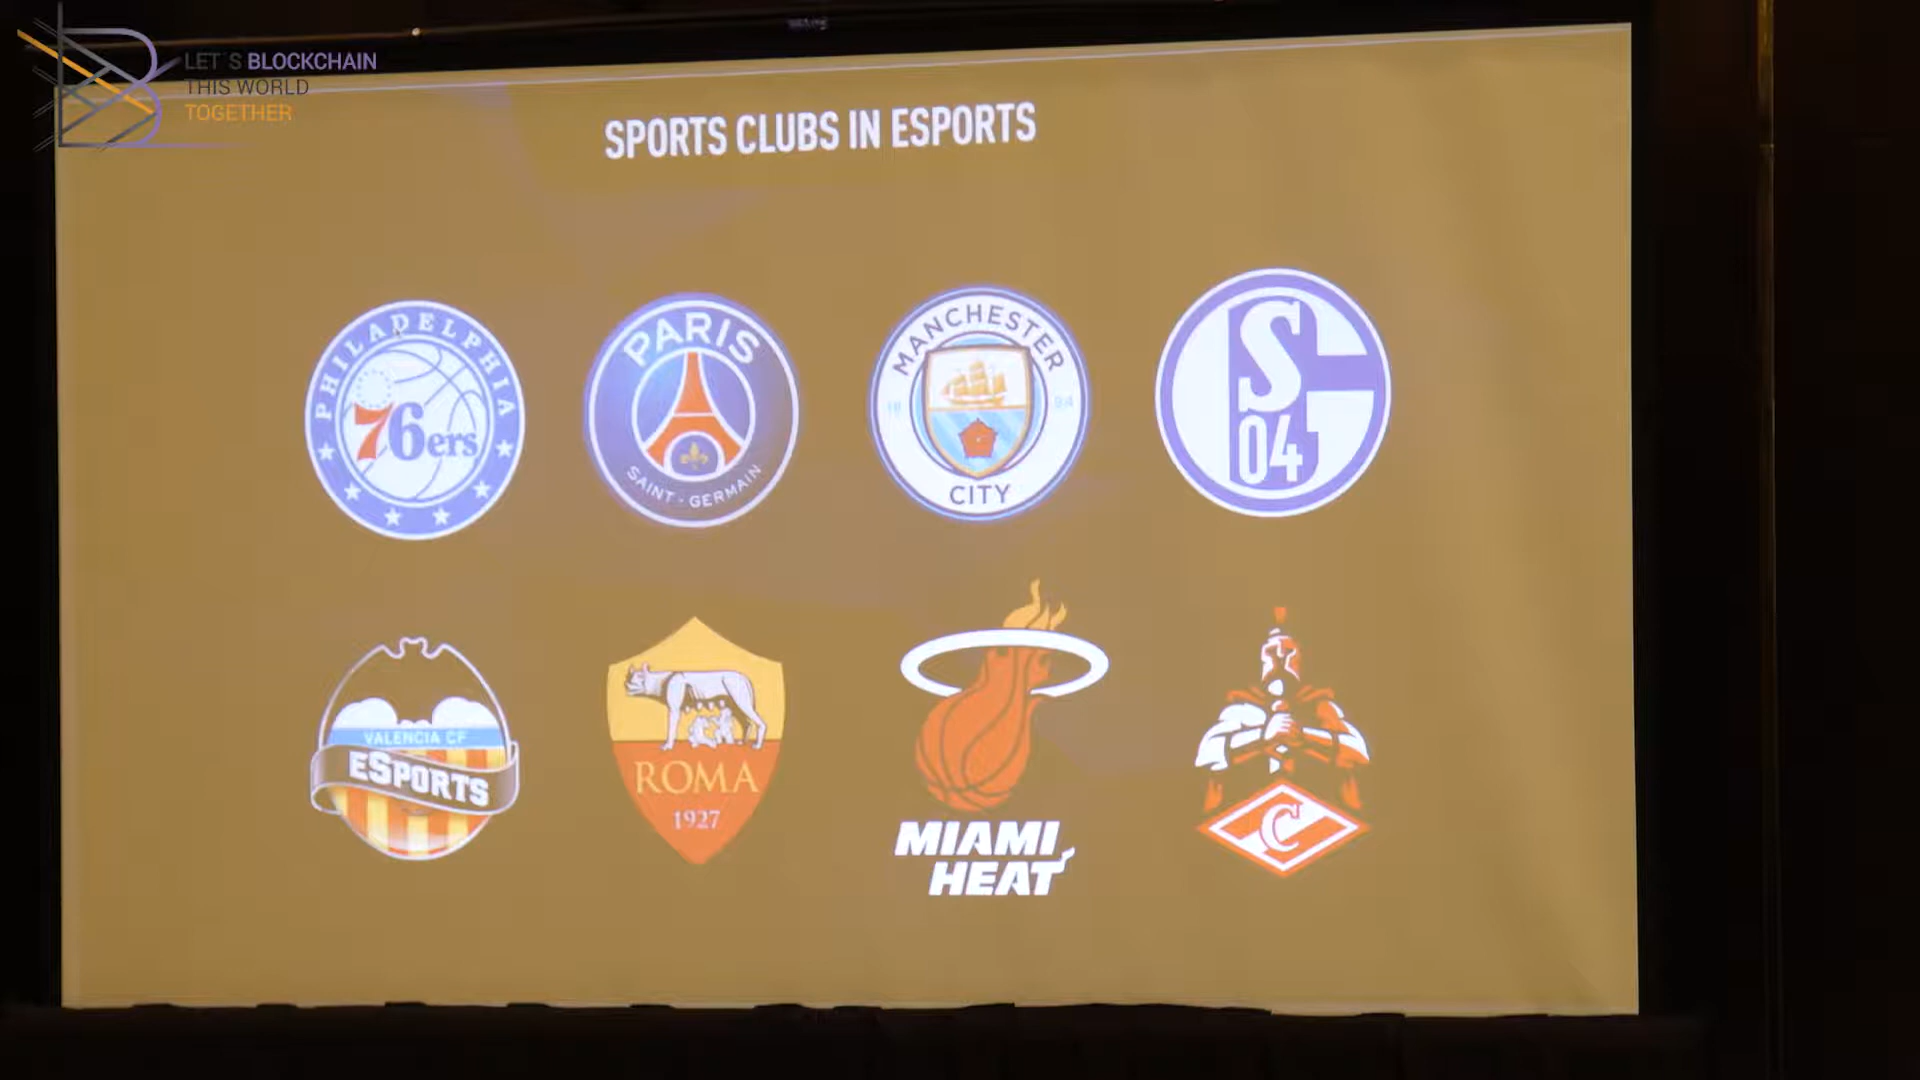 LET'S BLOCKCHAIN
THIS WORLD
TOGETHER
SPORTS CLUBS IN ESPORTS
PHILADELPHIA
76ers
PARIS
SAINT-GERMAIN
MANCHESTER
18 94
CITY
S
04
VALENCIA CF
eSPORTS
ROMA
1927
MIAMI
HEAT
С